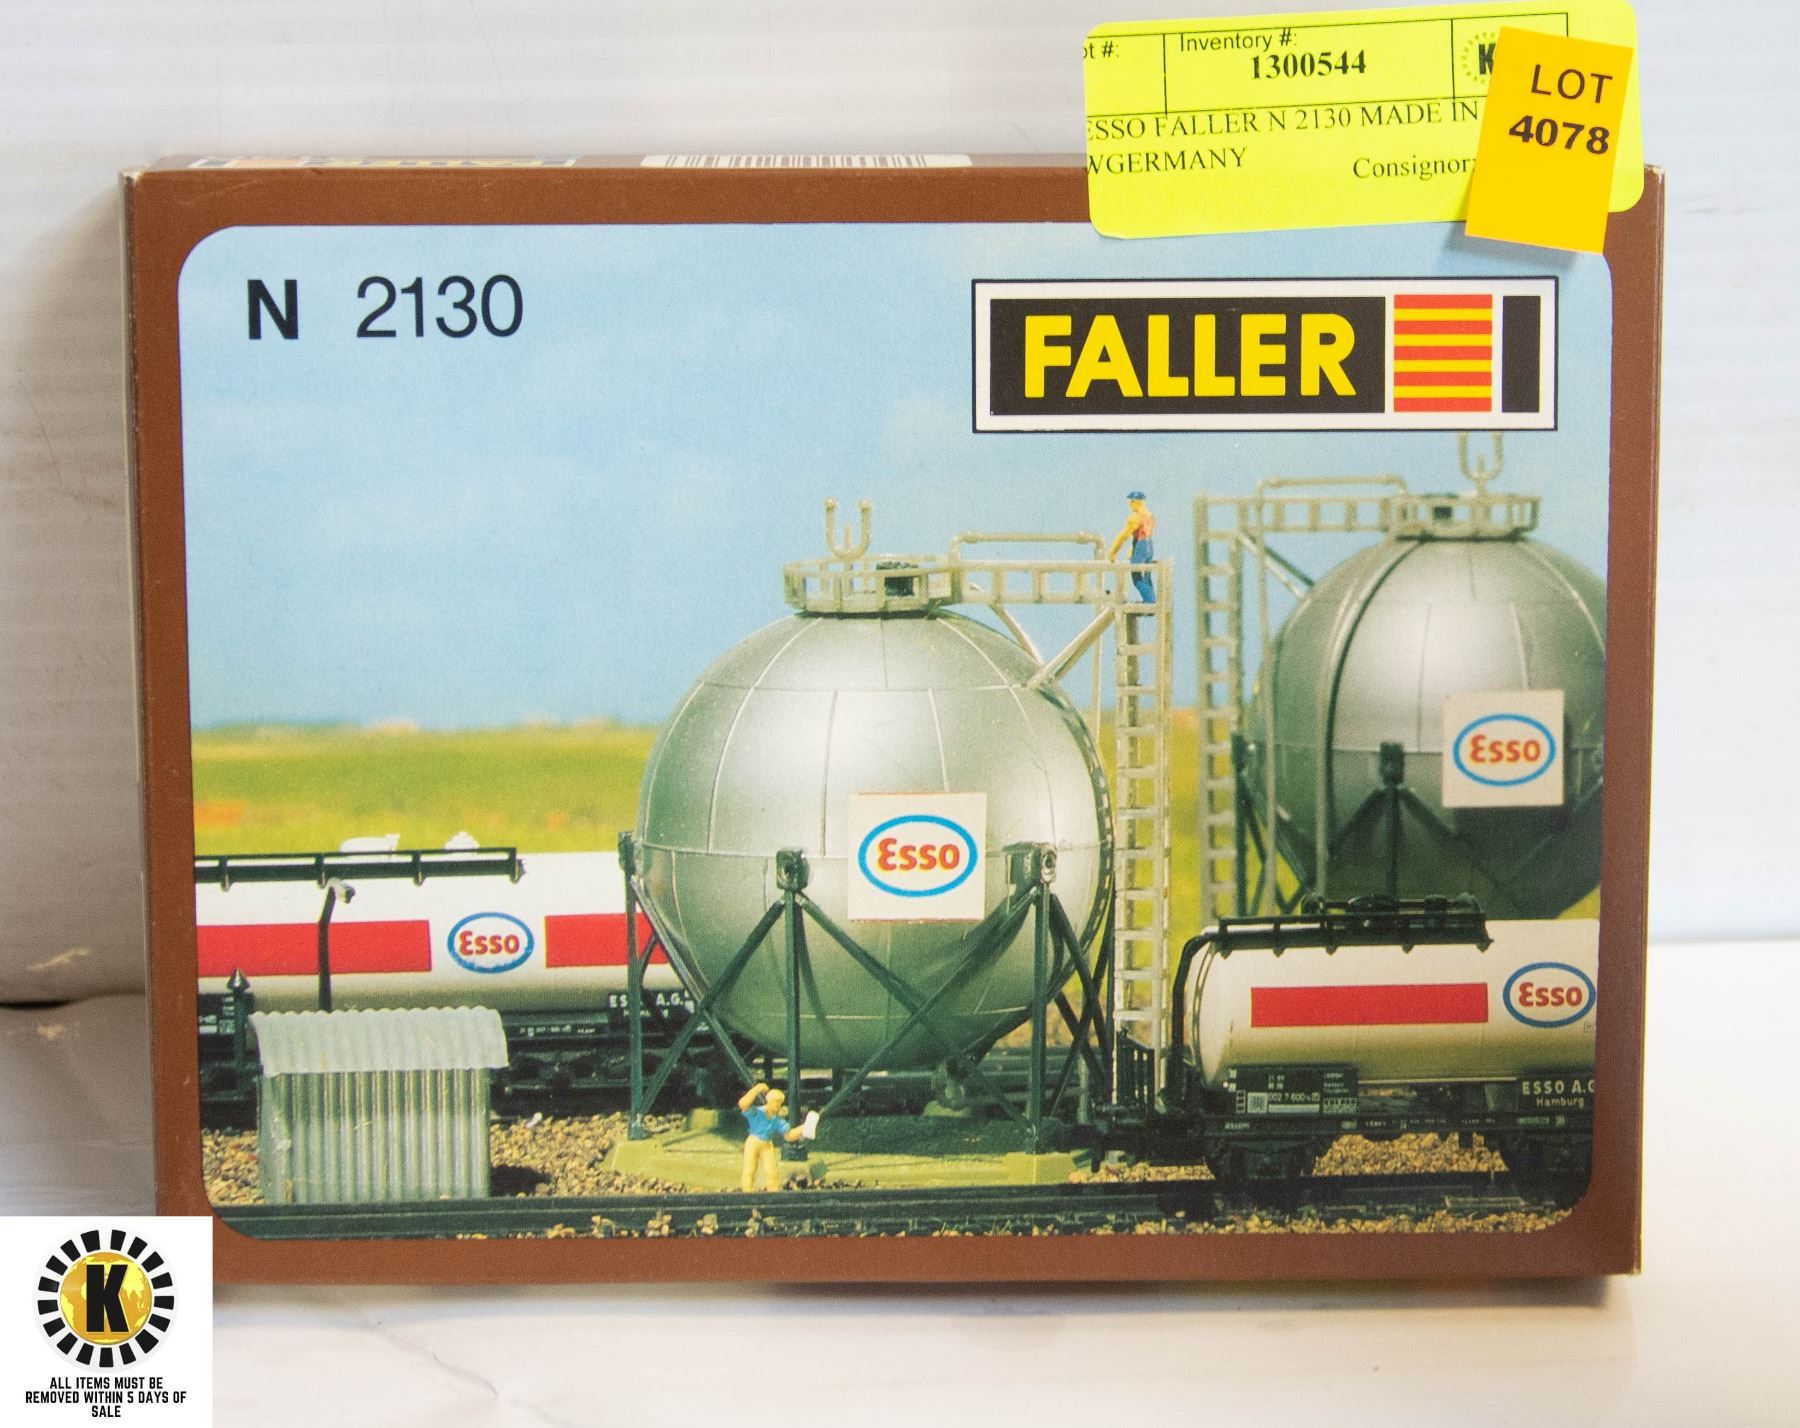 ot #:
Inventory #:
1300544
K
LOT
4078
ESSO FALLER N 2130 MADE IN
WGERMANY
Consignor:
N 2130
FALLER
Esso
Esso
Esso
ESSO A.G.
Esso
ESSO A.G
Hamburg
K
ALL ITEMS MUST BE
REMOVED WITHIN 5 DAYS OF
SALE